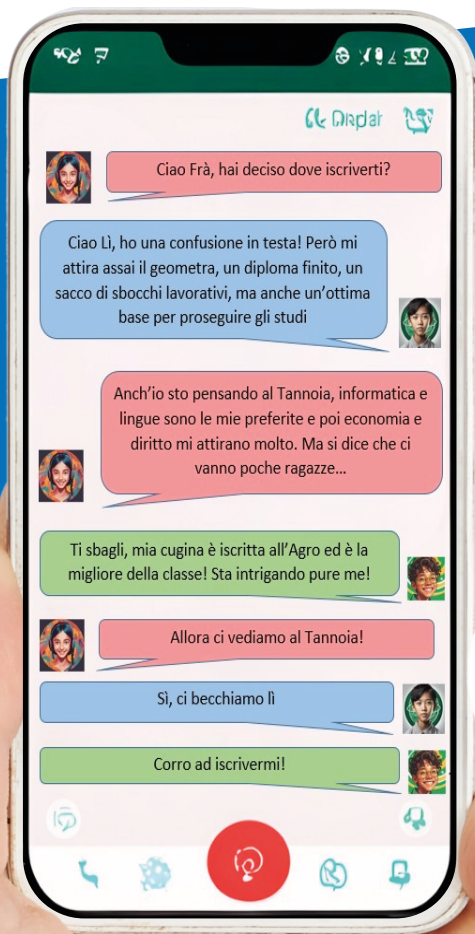 Ciao Frà, hai deciso dove iscriverti?
Ciao Lì, ho una confusione in testa! Però mi
attira assai il geometra, un diploma finito, un
sacco di sbocchi lavorativi, ma anche un'ottima
base per proseguire gli studi
Anch'io sto pensando al Tannoia, informatica e
lingue sono le mie preferite e poi economia e
diritto mi attirano molto. Ma si dice che ci
vanno poche ragazze...
Ti sbagli, mia cugina è iscritta all'Agro ed è la
migliore della classe! Sta intrigando pure me!
Allora ci vediamo al Tannoia!
Sì, ci becchiamo lì
Corro ad iscrivermi!